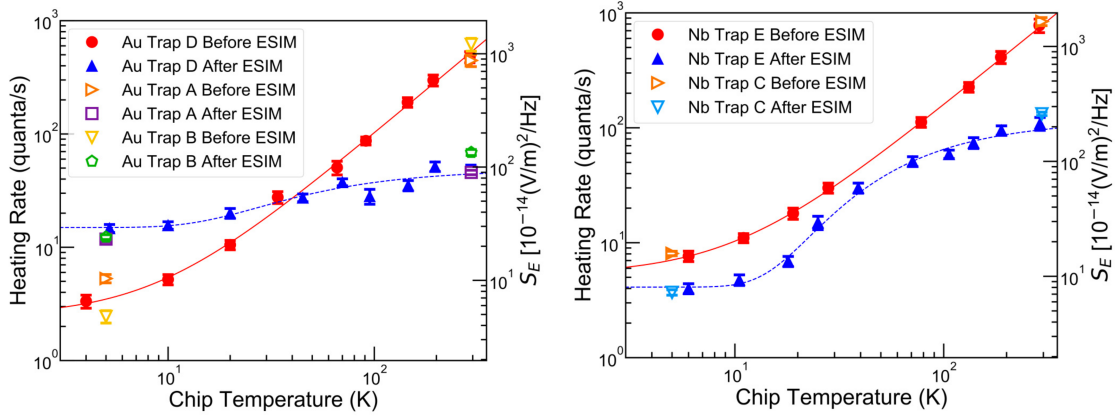 10³
10²
10¹
10⁰
Heating Rate (quanta/s)
Au Trap D Before ESIM
Au Trap D After ESIM
Au Trap A Before ESIM
Au Trap A After ESIM
Au Trap B Before ESIM
Au Trap B After ESIM
10³
10²
10¹
S_E [10⁻¹⁴(V/m)²/Hz]
10¹
10²
Chip Temperature (K)
10³
10²
10¹
10⁰
Heating Rate (quanta/s)
Nb Trap E Before ESIM
Nb Trap E After ESIM
Nb Trap C Before ESIM
Nb Trap C After ESIM
10³
10²
10¹
S_E [10⁻¹⁴(V/m)²/Hz]
10¹
10²
Chip Temperature (K)